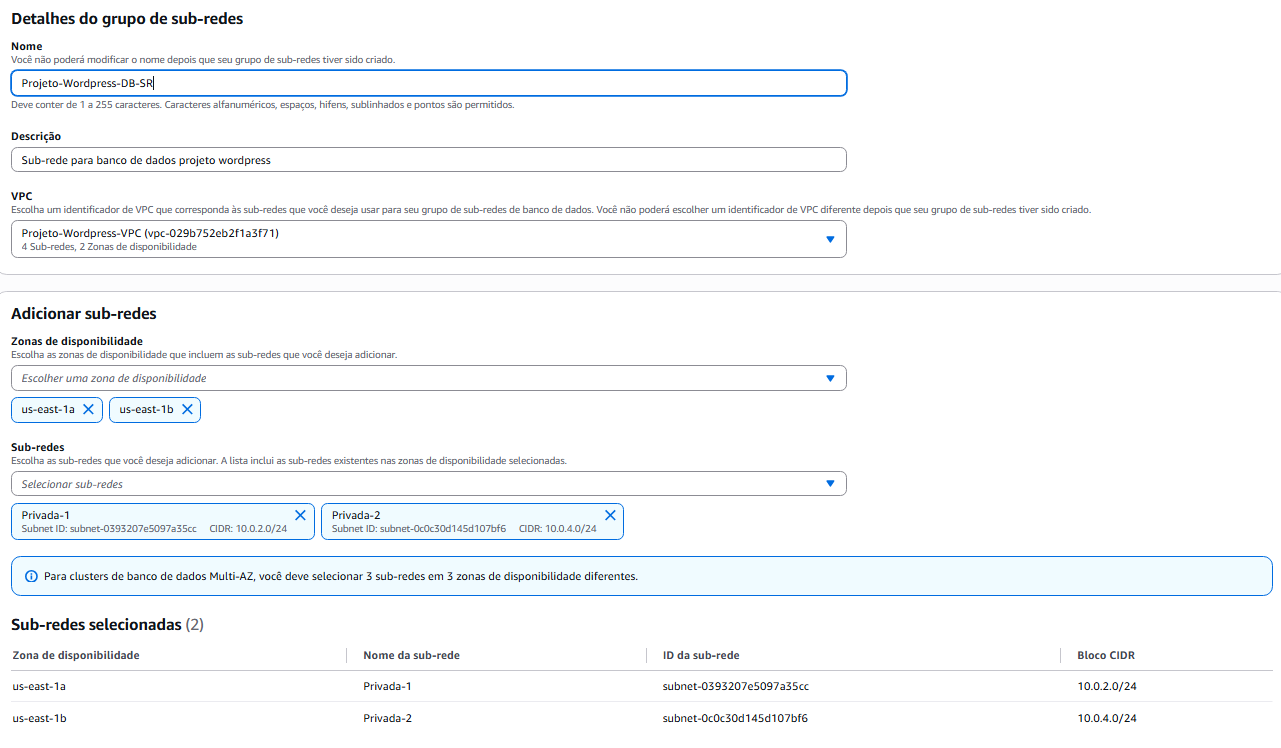 Detalhes do grupo de sub-redes
Nome
Você não poderá modificar o nome depois que seu grupo de sub-redes tiver sido criado.
Projeto-Wordpress-DB-SR
Deve conter de 1 a 255 caracteres. Caracteres alfanuméricos, espaços, hifens, sublinhados e pontos são permitidos.
Descrição
Sub-rede para banco de dados projeto wordpress
VPC
Escolha um identificador de VPC que corresponda às sub-redes que você deseja usar para seu grupo de sub-redes de banco de dados. Você não poderá escolher um identificador de VPC diferente depois que seu grupo de sub-redes tiver sido criado.
Projeto-Wordpress-VPC (vpc-029b752eb2f1a3f71)
4 Sub-redes, 2 Zonas de disponibilidade
Adicionar sub-redes
Zonas de disponibilidade
Escolha as zonas de disponibilidade que incluem as sub-redes que você deseja adicionar.
Escolher uma zona de disponibilidade
us-east-1a us-east-1b
Sub-redes
Escolha as sub-redes que você deseja adicionar. A lista inclui as sub-redes existentes nas zonas de disponibilidade selecionadas.
Selecionar sub-redes
Privada-1 Privada-2
Subnet ID: subnet-0393207e5097a35cc CIDR: 10.0.2.0/24 Subnet ID: subnet-0c0c30d145d107bf6 CIDR: 10.0.4.0/24
Para clusters de banco de dados Multi-AZ, você deve selecionar 3 sub-redes em 3 zonas de disponibilidade diferentes.
Sub-redes selecionadas (2)
Zona de disponibilidade Nome da sub-rede ID da sub-rede Bloco CIDR
us-east-1a Privada-1 subnet-0393207e5097a35cc 10.0.2.0/24
us-east-1b Privada-2 subnet-0c0c30d145d107bf6 10.0.4.0/24